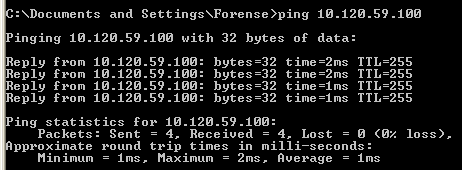 C:\Documents and Settings\Forense>ping 10.120.59.100
Pinging 10.120.59.100 with 32 bytes of data:
Reply from 10.120.59.100: bytes=32 time=2ms TTL=255
Reply from 10.120.59.100: bytes=32 time=2ms TTL=255
Reply from 10.120.59.100: bytes=32 time=1ms TTL=255
Reply from 10.120.59.100: bytes=32 time=1ms TTL=255
Ping statistics for 10.120.59.100:
Packets: Sent = 4, Received = 4, Lost = 0 (0% loss),
Approximate round trip times in milli-seconds:
Minimum = 1ms, Maximum = 2ms, Average = 1ms